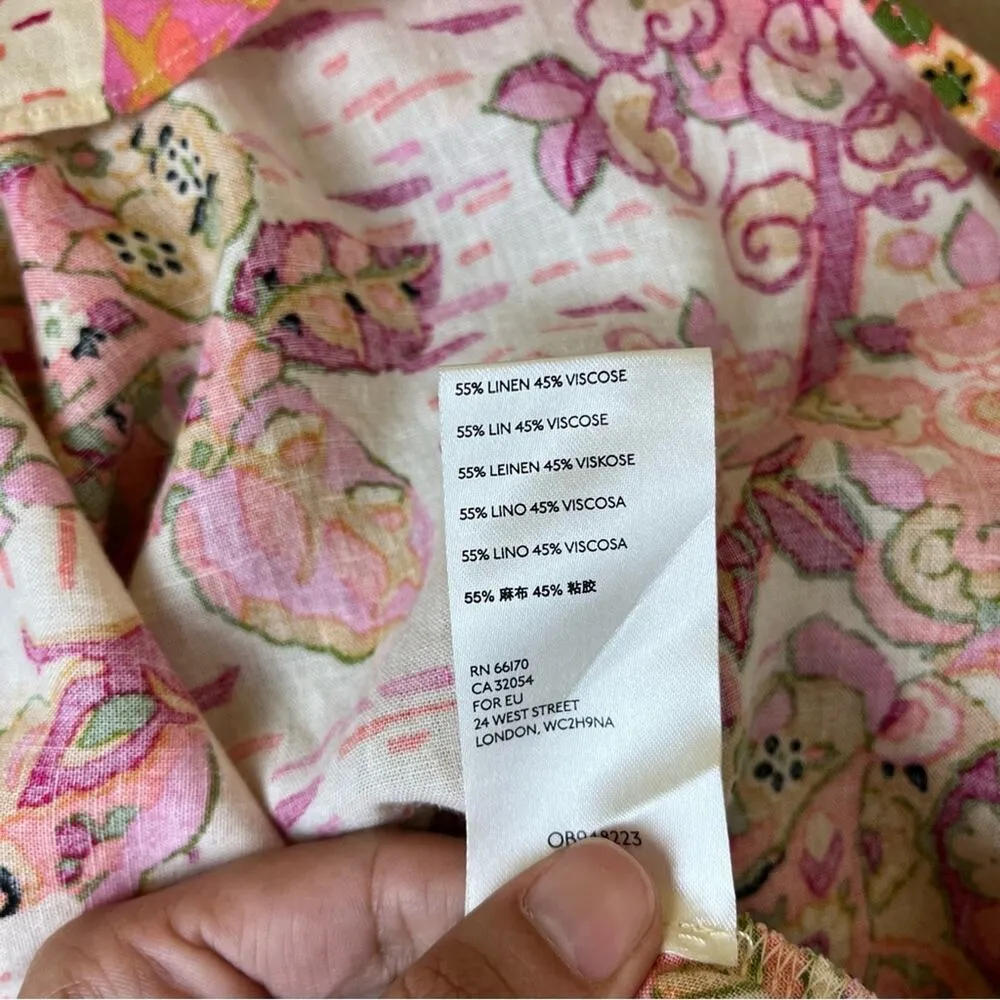 55% LINEN 45% VISCOSE
55% LIN 45% VISCOSE
55% LEINEN 45% VISKOSE
55% LINO 45% VISCOSA
55% LINO 45% VISCOSA
55% 麻布 45% 粘胶
RN 66170
CA 32054
FOR EU
24 WEST STREET
LONDON, WC2H9NA